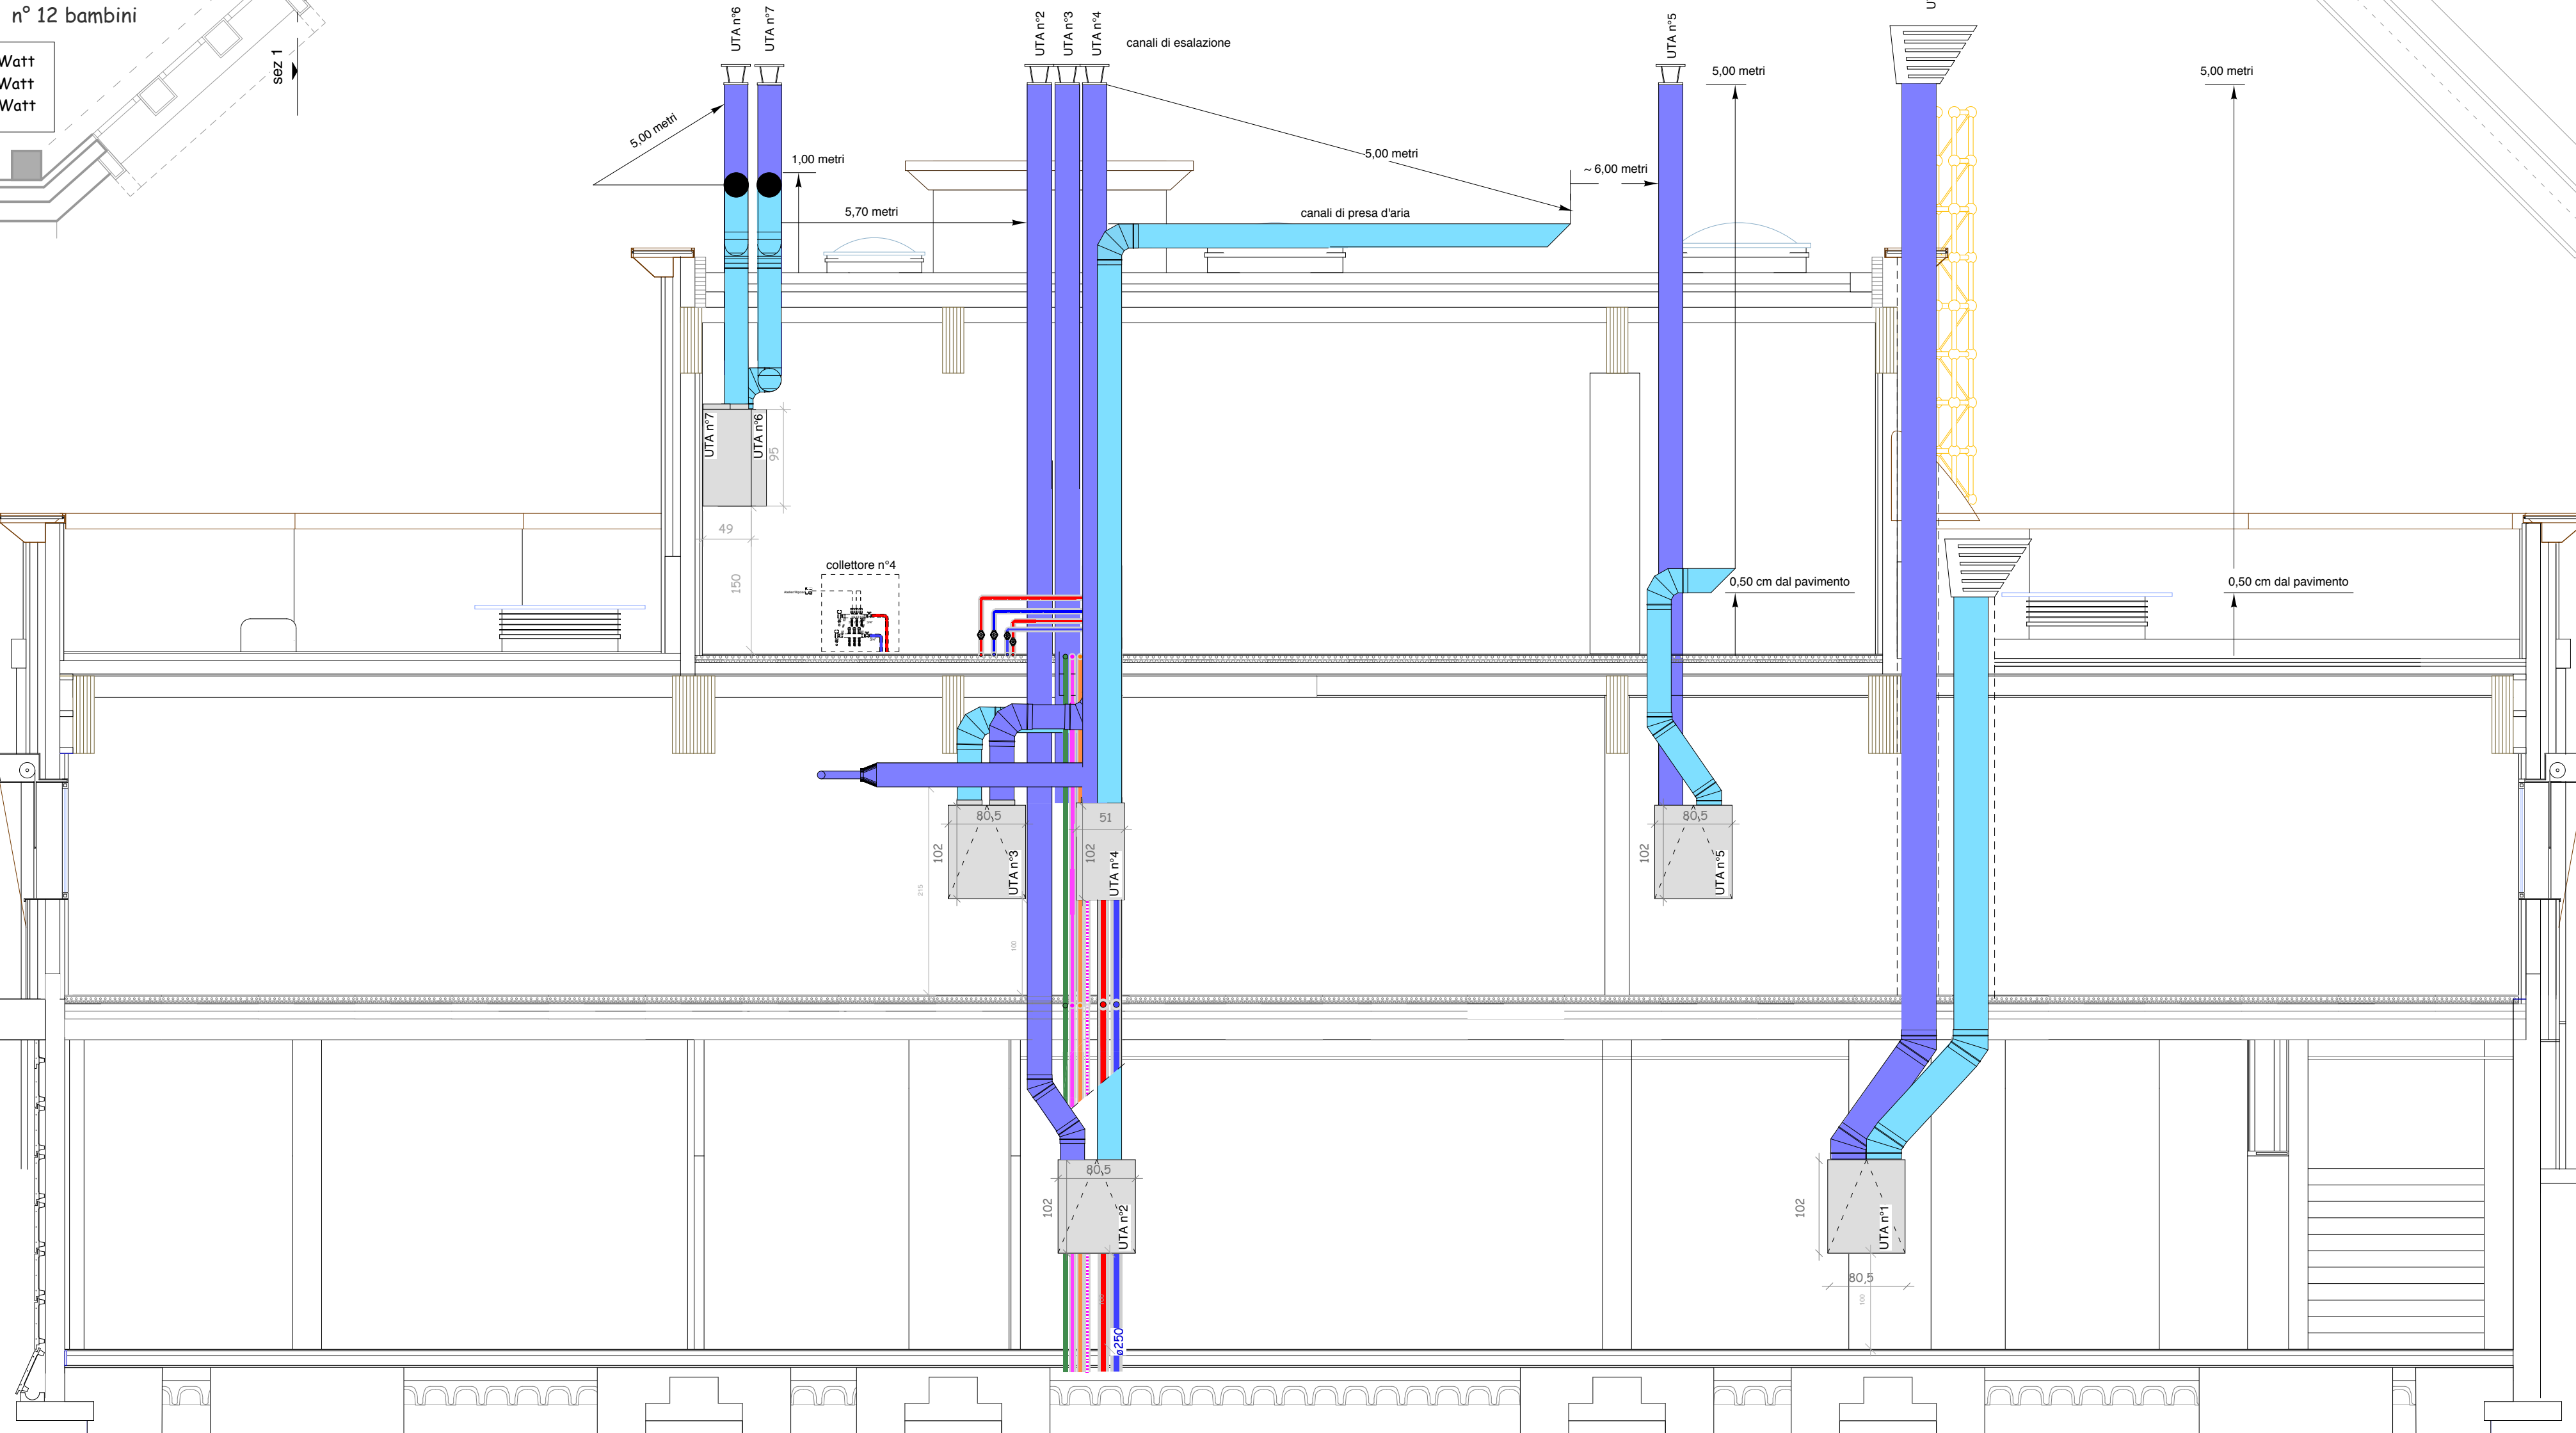 n° 12 bambini
Watt
Watt
Watt
sez 1
UTA n°6
UTA n°7
UTA n°2
UTA n°3
UTA n°4
canali di esalazione
UTA n°5
U
5,00 metri
5,00 metri
5,00 metri
1,00 metri
5,00 metri
~ 6,00 metri
5,70 metri
canali di presa d'aria
UTA n°7
UTA n°6
95
49
150
collettore n°4
0,50 cm dal pavimento
0,50 cm dal pavimento
80,5
102
UTA n°3
51
102
UTA n°4
80,5
102
UTA n°5
215
100
80,5
102
UTA n°2
102
UTA n°1
80,5
100
100
ø250